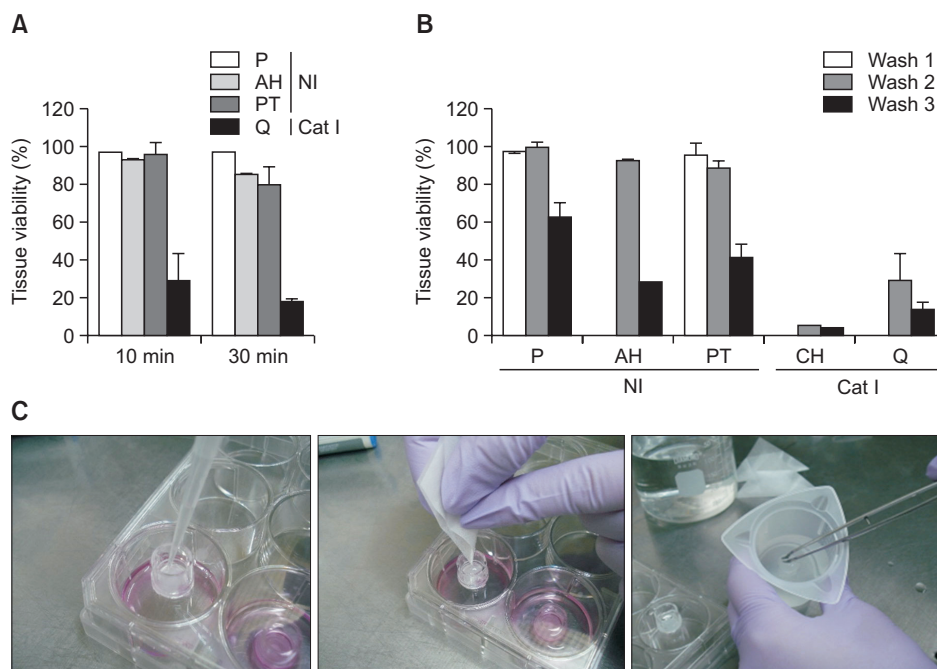 A
P
AH
PT
NI
Q
Cat I
Tissue viability (%)
120
100
80
60
40
20
0
10 min
30 min
B
Wash 1
Wash 2
Wash 3
Tissue viability (%)
120
100
80
60
40
20
0
P
AH
PT
CH
Q
NI
Cat I
C